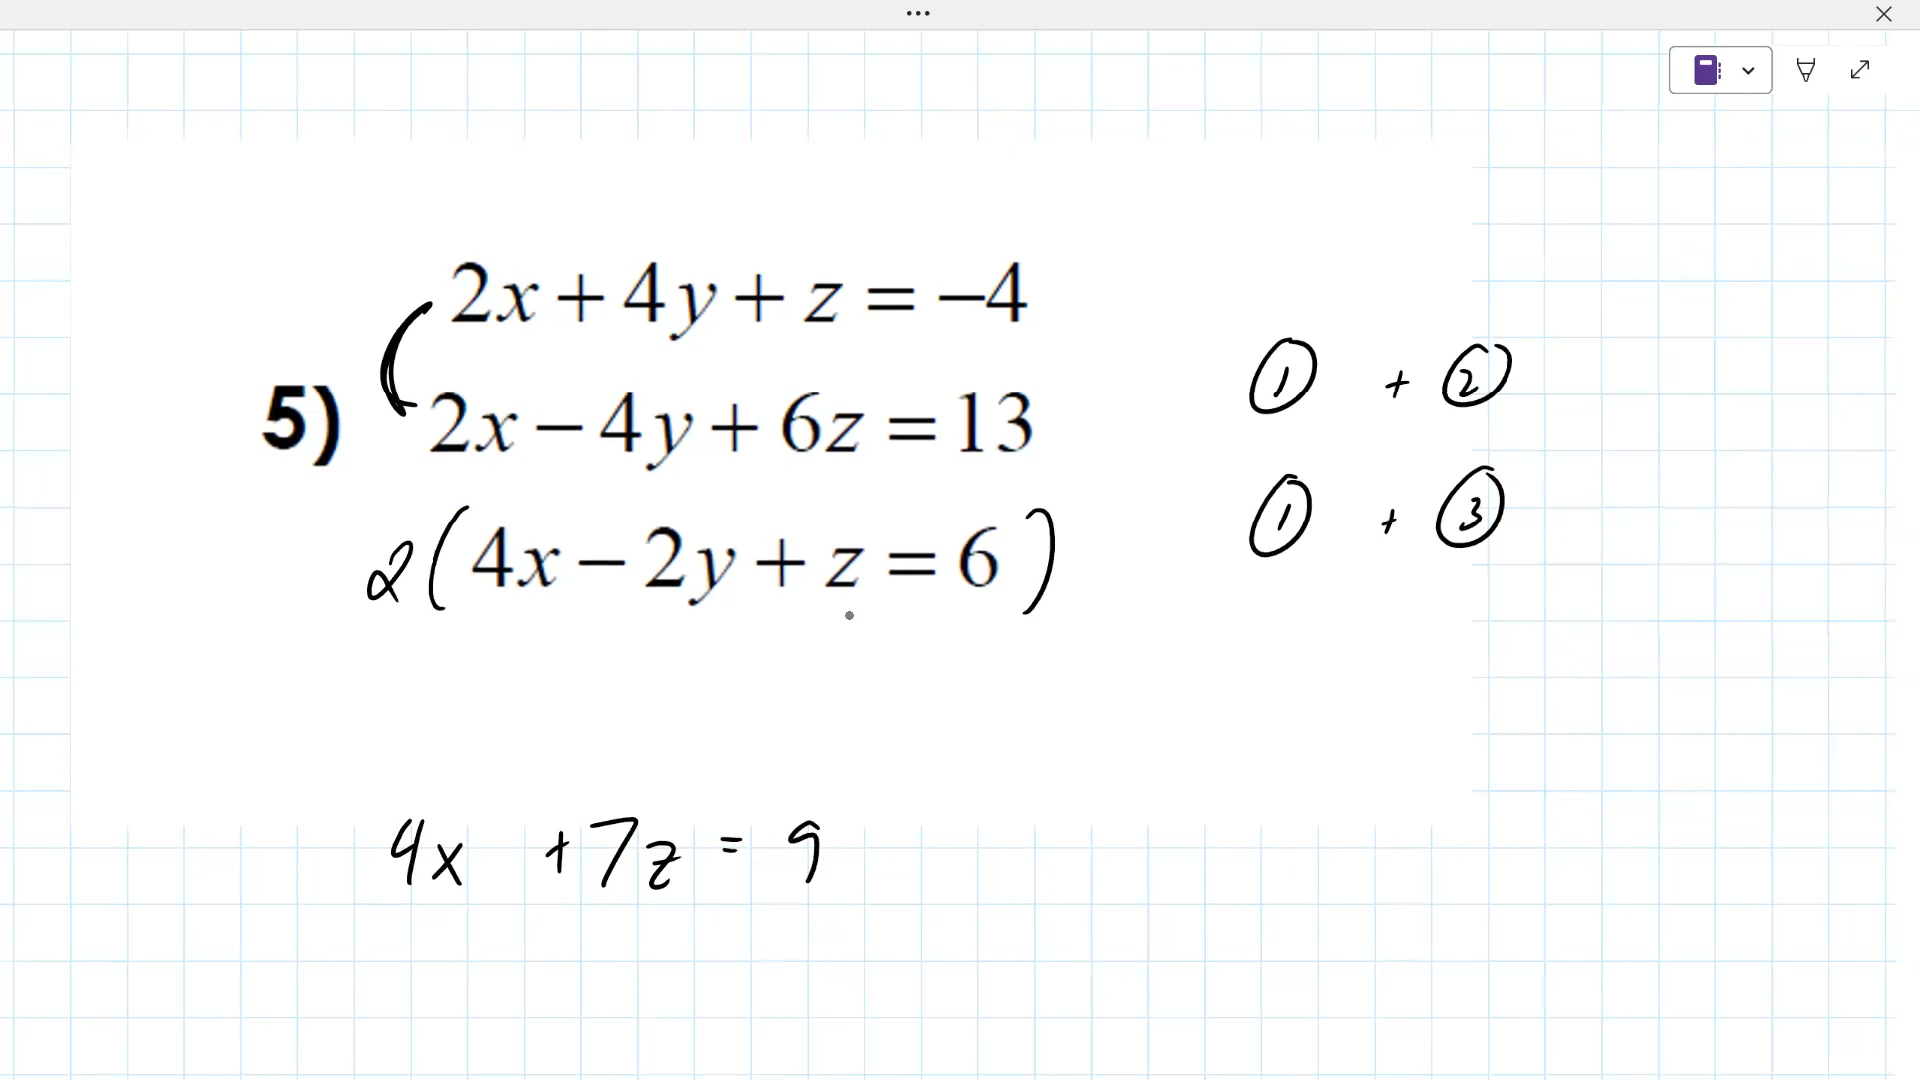 2x + 4y + z = −4
5) 2x − 4y + 6z = 13
2(4x − 2y + z = 6)
① + ②
① + ③
4x + 7z = 9